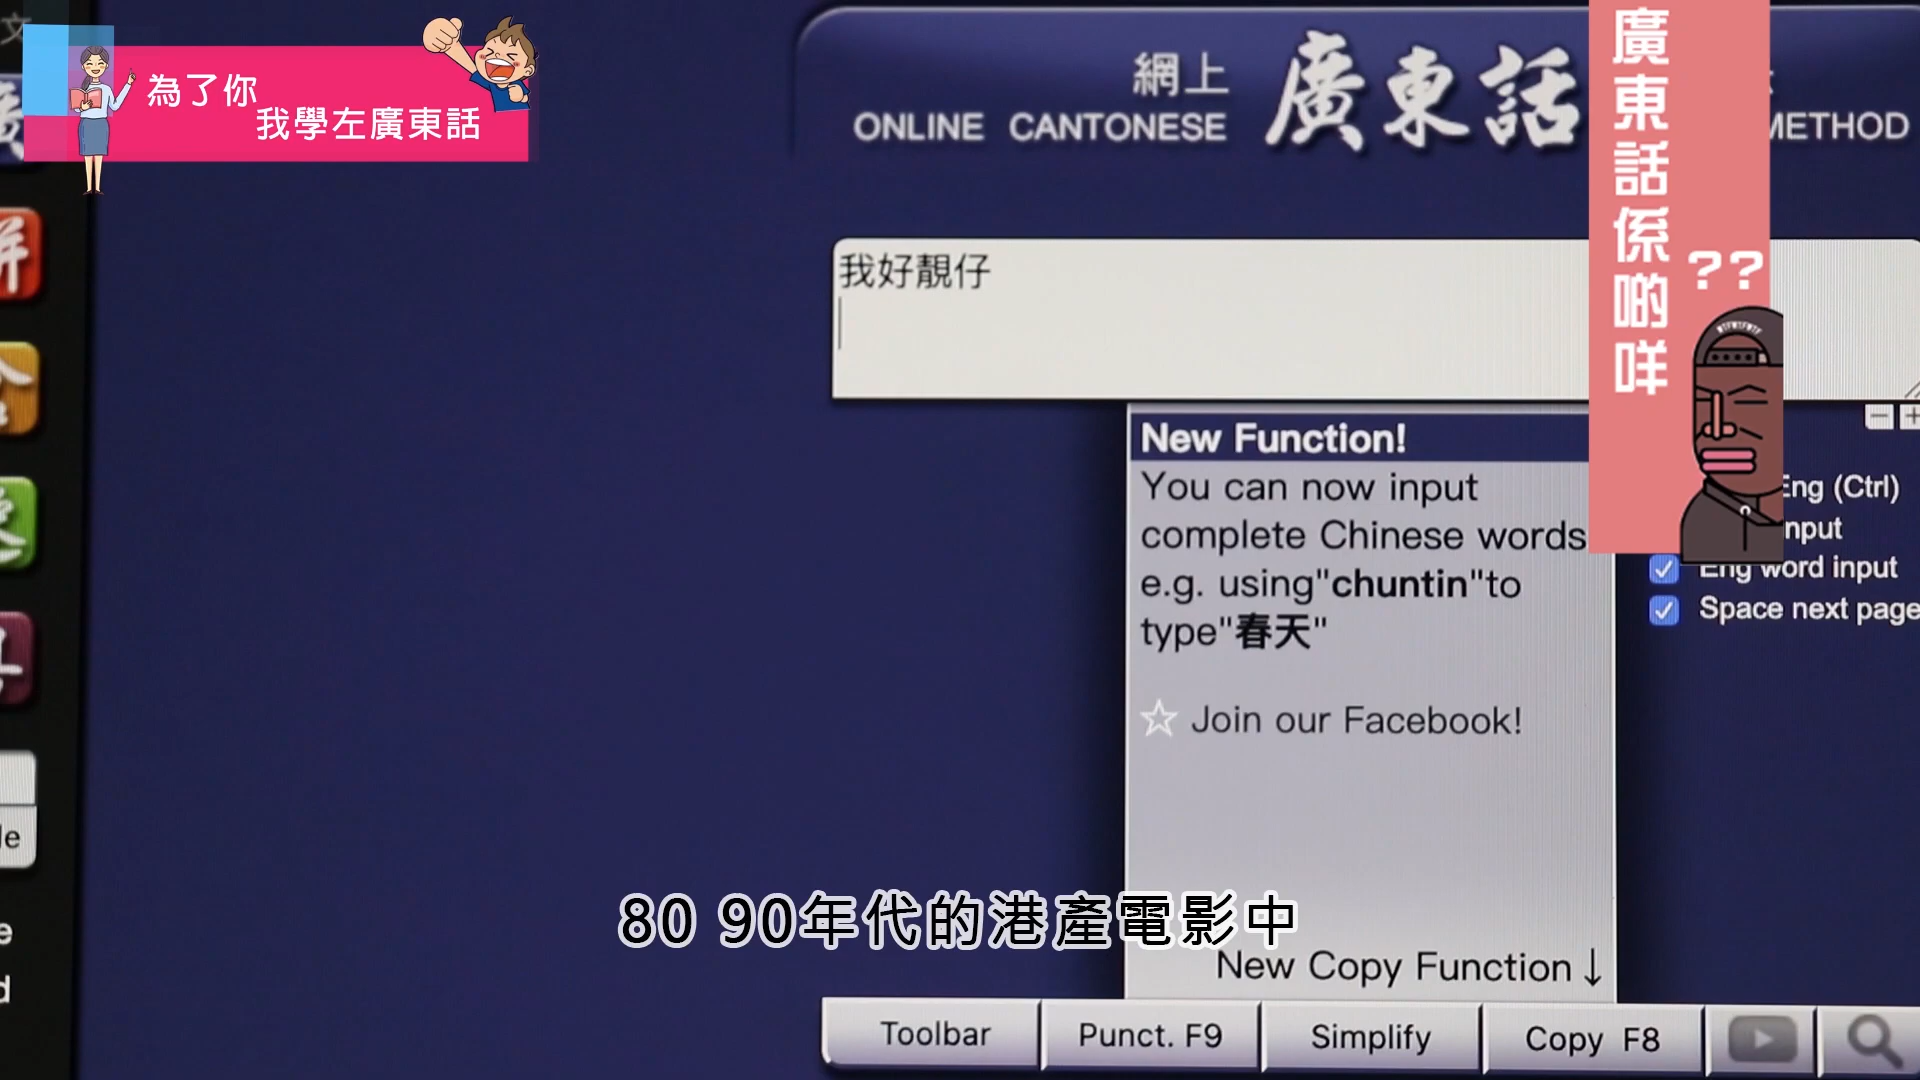 為了你
我學左廣東話
網上
ONLINE CANTONESE
廣東話
METHOD
廣東話係啲咩
??
我好靚仔
New Function!
You can now input
complete Chinese words
e.g. using"chuntin"to
type"春天"
☆ Join our Facebook!
New Copy Function↓
Eng (Ctrl)
Eng word input
Space next page
80 90年代的港產電影中
Toolbar
Punct. F9
Simplify
Copy F8